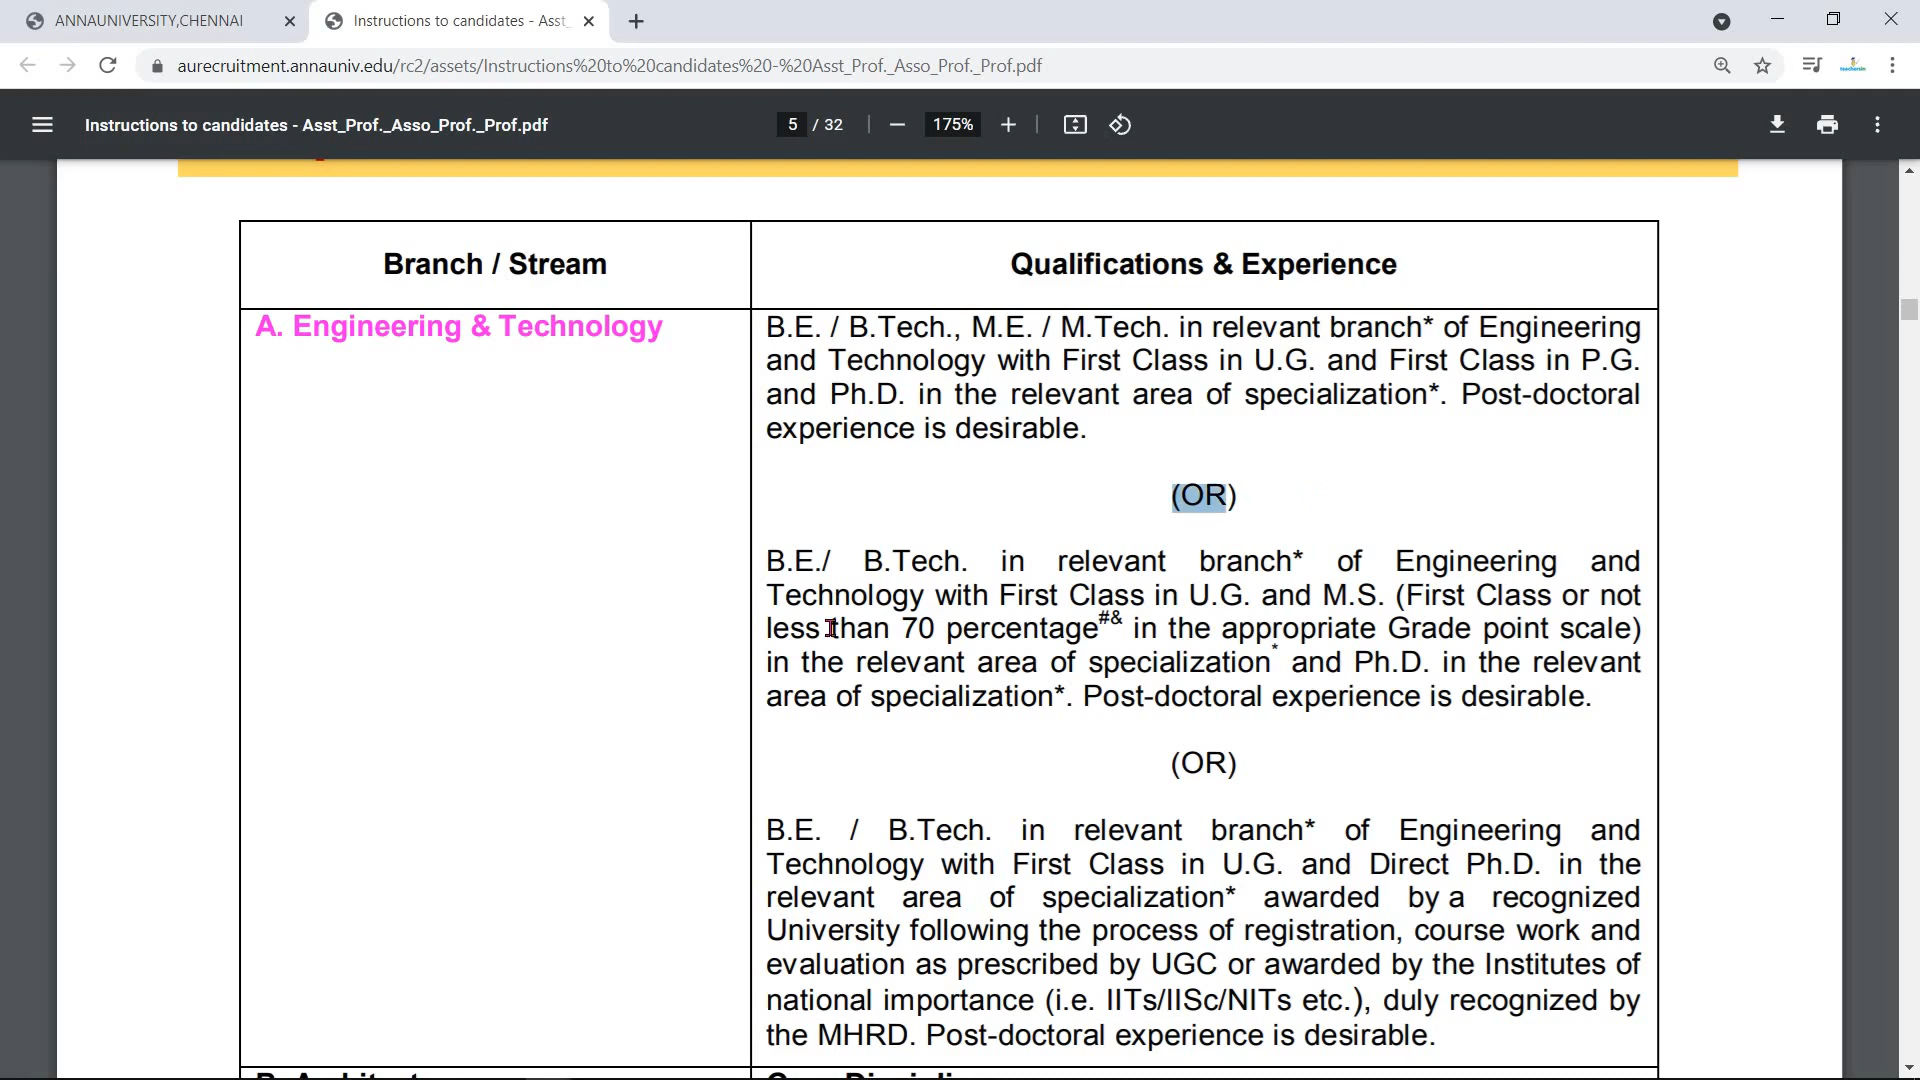 ANNAUNIVERSITY,CHENNAI
Instructions to candidates - Asst_
aurecruitment.annauniv.edu/rc2/assets/Instructions%20to%20candidates%20-%20Asst_Prof._Asso_Prof._Prof.pdf
Instructions to candidates - Asst_Prof._Asso_Prof._Prof.pdf
5 / 32
175%
Branch / Stream
Qualifications & Experience
A. Engineering & Technology
B.E. / B.Tech., M.E. / M.Tech. in relevant branch* of Engineering
and Technology with First Class in U.G. and First Class in P.G.
and Ph.D. in the relevant area of specialization*. Post-doctoral
experience is desirable.
(OR)
B.E./ B.Tech. in relevant branch* of Engineering and
Technology with First Class in U.G. and M.S. (First Class or not
less than 70 percentage#& in the appropriate Grade point scale)
in the relevant area of specialization* and Ph.D. in the relevant
area of specialization*. Post-doctoral experience is desirable.
(OR)
B.E. / B.Tech. in relevant branch* of Engineering and
Technology with First Class in U.G. and Direct Ph.D. in the
relevant area of specialization* awarded by a recognized
University following the process of registration, course work and
evaluation as prescribed by UGC or awarded by the Institutes of
national importance (i.e. IITs/IISc/NITs etc.), duly recognized by
the MHRD. Post-doctoral experience is desirable.